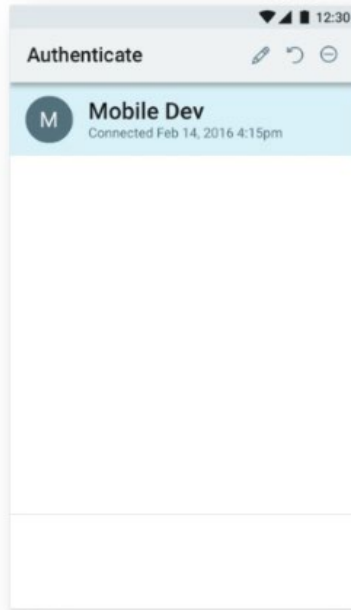 12:30
Authenticate
M
Mobile Dev
Connected Feb 14, 2016 4:15pm